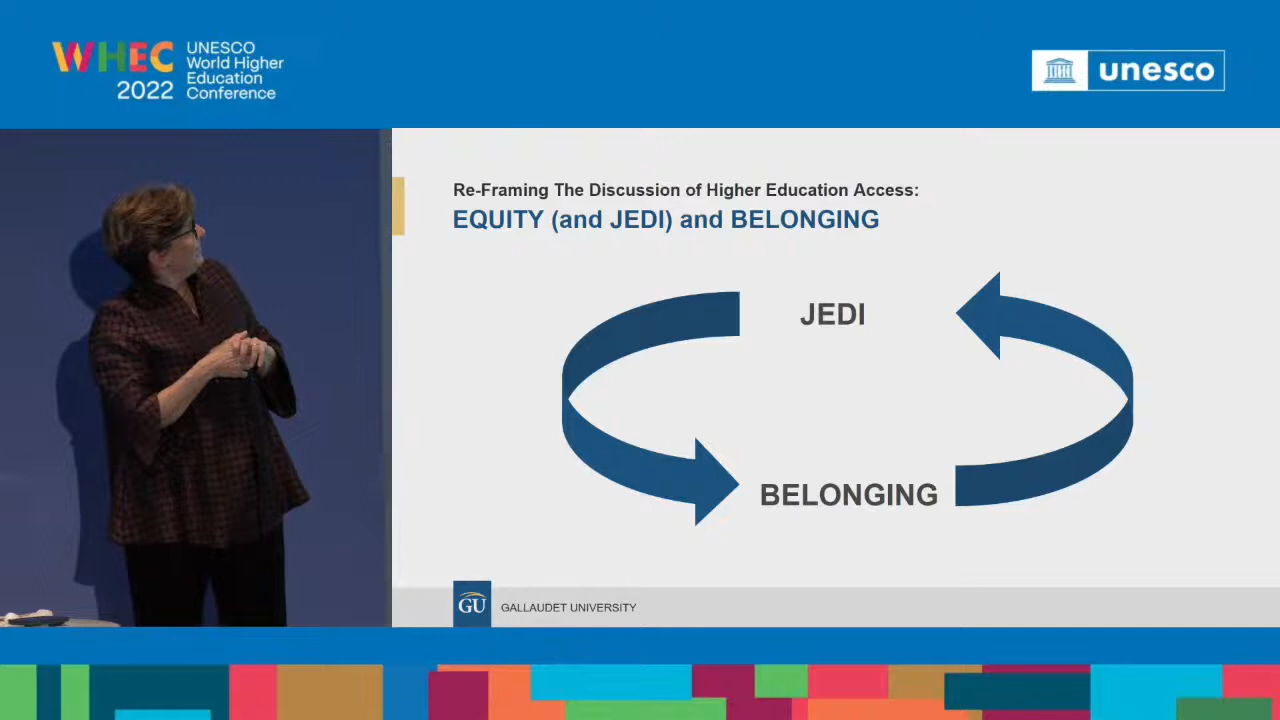 WHEC
2022
UNESCO
World Higher
Education
Conference
unesco
Re-Framing The Discussion of Higher Education Access:
EQUITY (and JEDI) and BELONGING
JEDI
BELONGING
GU
GALLAUDET UNIVERSITY